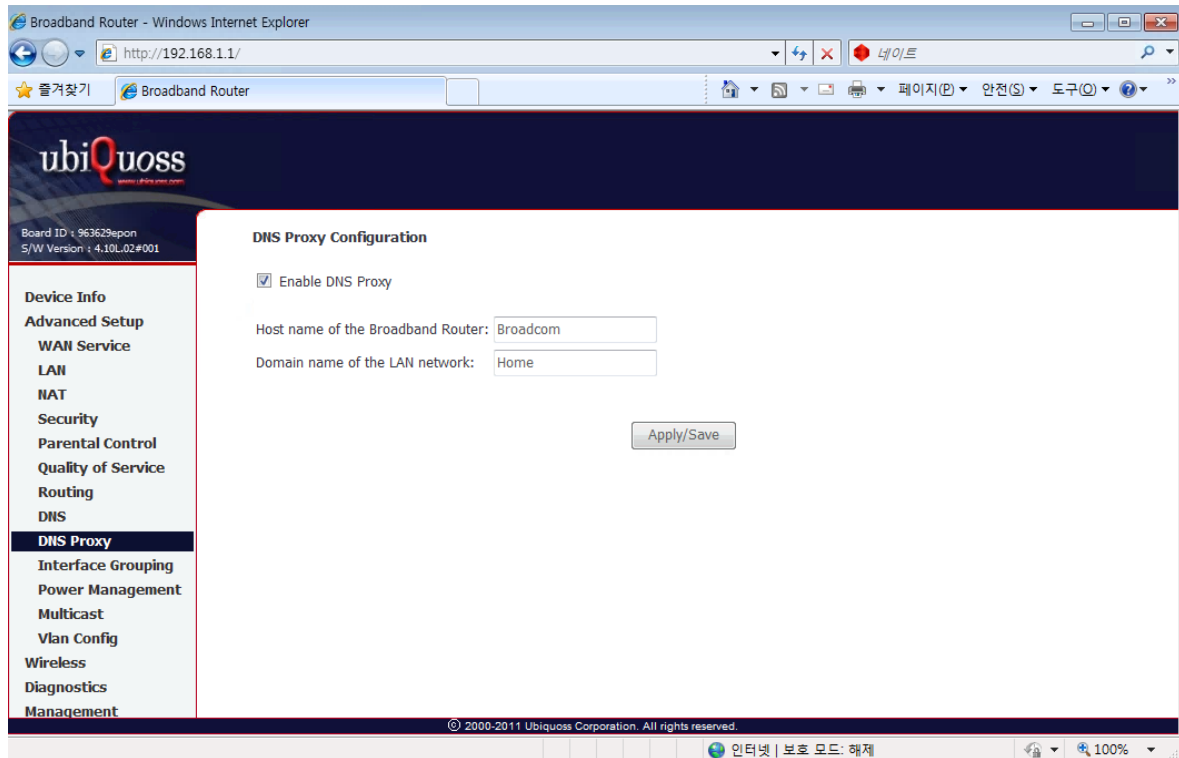 Broadband Router - Windows Internet Explorer
http://192.168.1.1/
네이트
즐겨찾기
Broadband Router
페이지(P)
안전(S)
도구(O)
ubiQuoss
www.ubiquoss.com
Board ID : 963629epon
S/W Version : 4.10L.02#001
Device Info
Advanced Setup
WAN Service
LAN
NAT
Security
Parental Control
Quality of Service
Routing
DNS
DNS Proxy
Interface Grouping
Power Management
Multicast
Vlan Config
Wireless
Diagnostics
Management
DNS Proxy Configuration
Enable DNS Proxy
Host name of the Broadband Router: Broadcom
Domain name of the LAN network: Home
Apply/Save
© 2000-2011 Ubiquoss Corporation. All rights reserved.
인터넷 | 보호 모드: 해제
100%